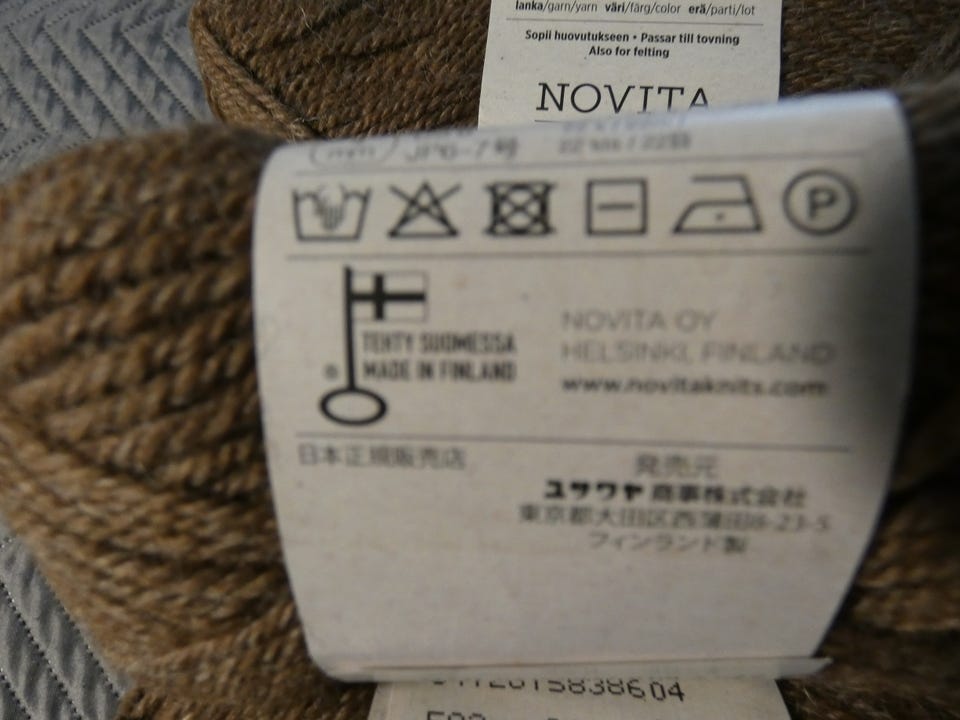 lanka/garn/yarn väri/färg/color erä/parti/lot
Sopii huovutukseen • Passar till tovning
Also for felting
NOVITA
JP6-7号
P
TEHTY SUOMESSA
MADE IN FINLAND
NOVITA OY
HELSINKI, FINLAND
www.novitaknits.com
日本正規販売店
発売元
ユザワヤ商事株式会社
東京都大田区西蒲田8-23-5
フィンランド製